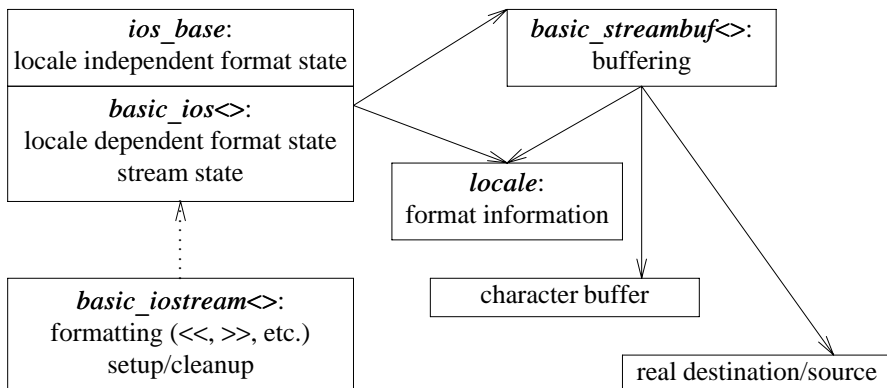 ios_base:
locale independent format state
basic_ios<>:
locale dependent format state
stream state
basic_streambuf<>:
buffering
locale:
format information
basic_iostream<>:
formatting (<<, >>, etc.)
setup/cleanup
character buffer
real destination/source